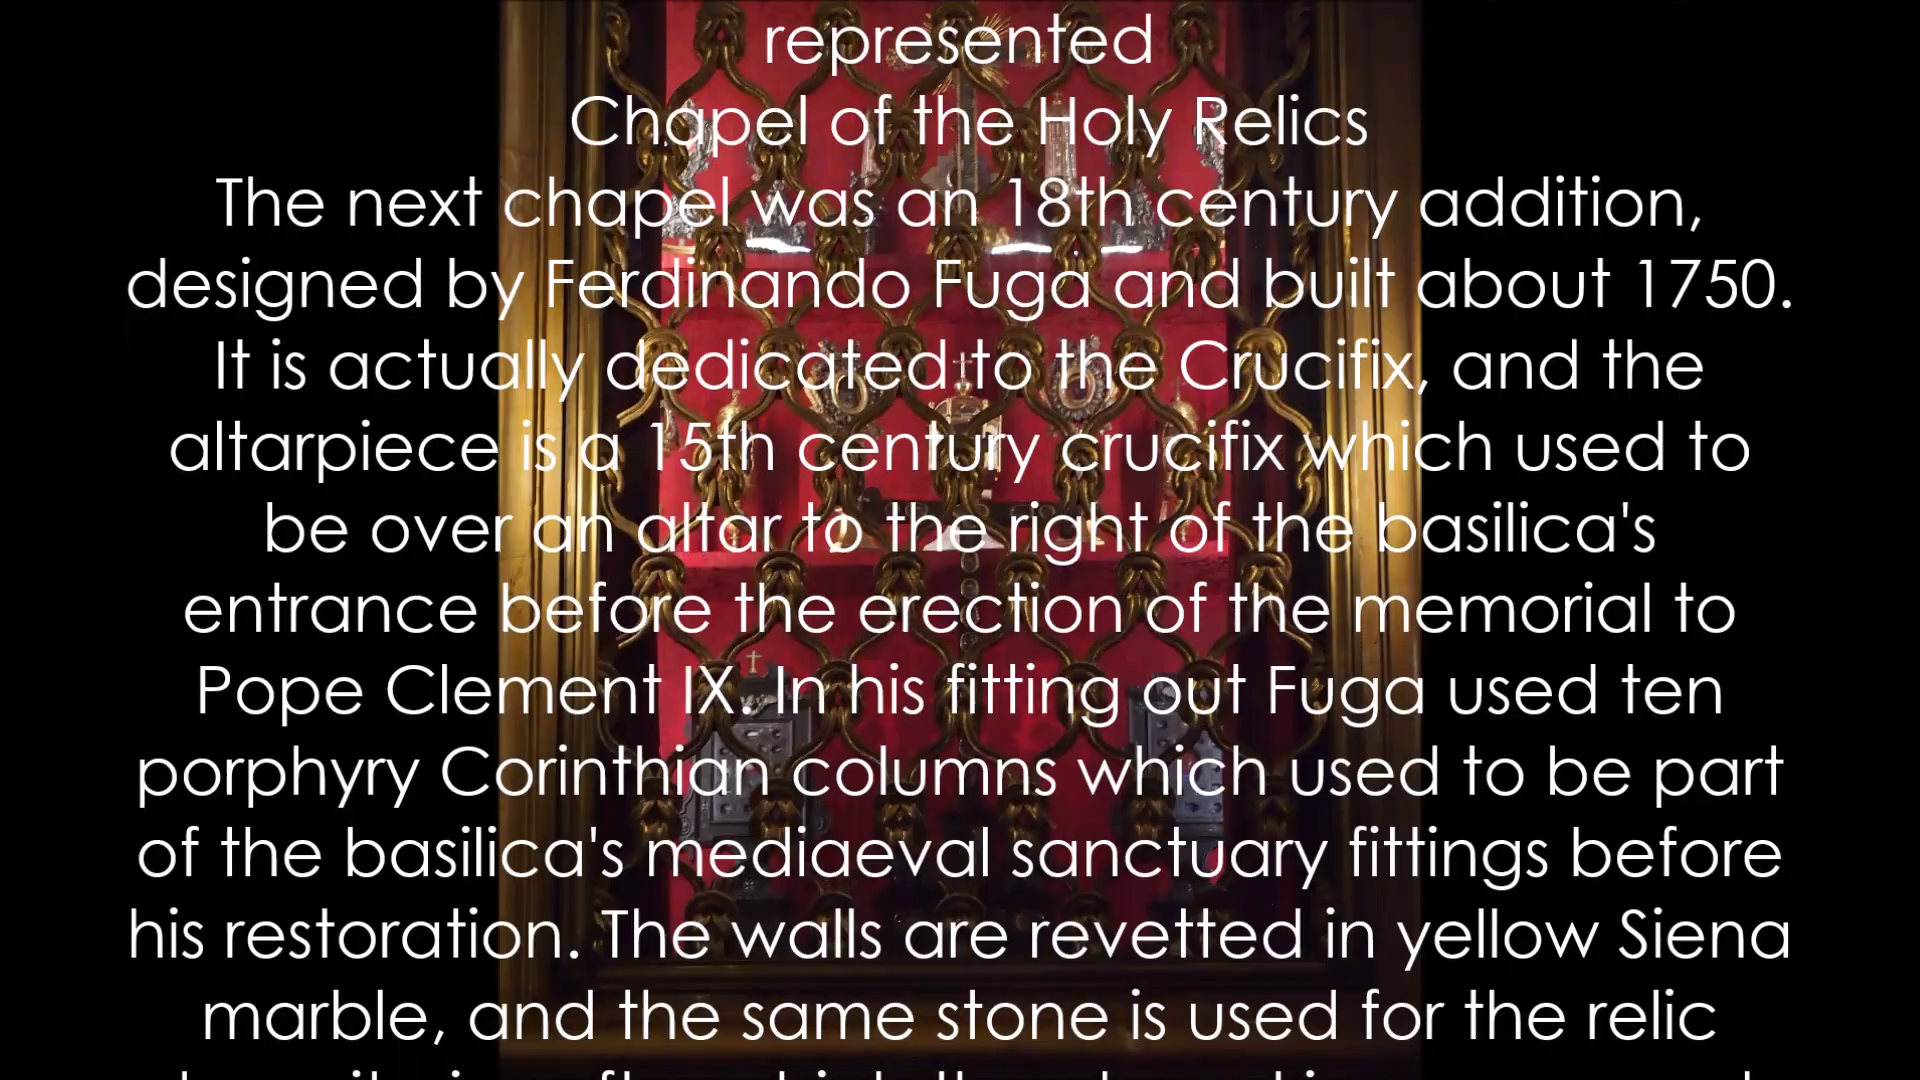 represented
Chapel of the Holy Relics
The next chapel was an 18th century addition,
designed by Ferdinando Fuga and built about 1750.
It is actually dedicated to the Crucifix, and the
altarpiece is a 15th century crucifix which used to
be over an altar to the right of the basilica's
entrance before the erection of the memorial to
Pope Clement IX. In his fitting out Fuga used ten
porphyry Corinthian columns which used to be part
of the basilica's mediaeval sanctuary fittings before
his restoration. The walls are revetted in yellow Siena
marble, and the same stone is used for the relic